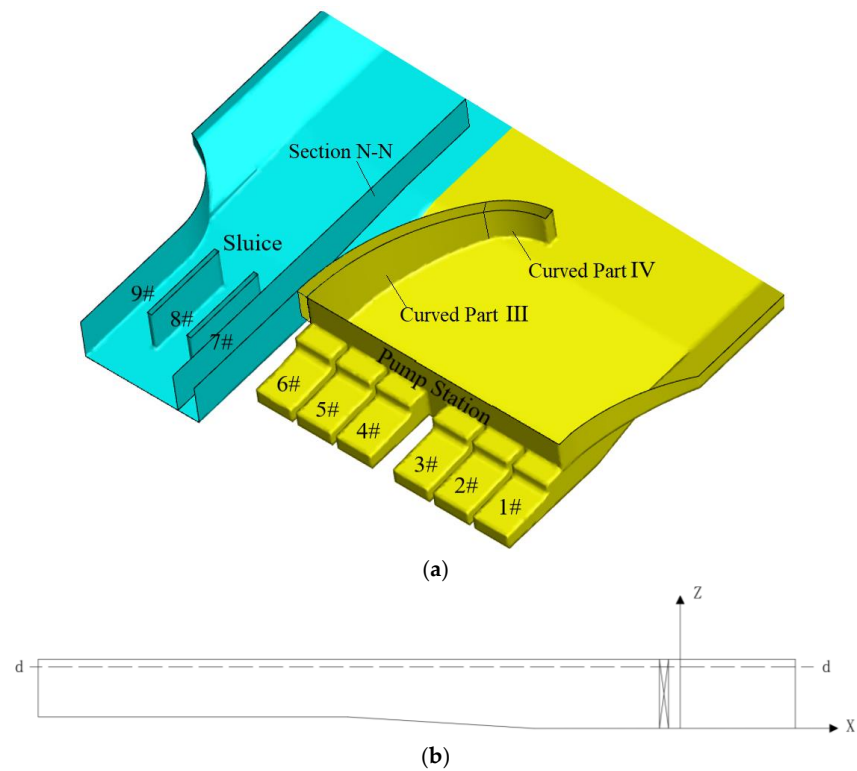 Section N-N
Sluice
Curved Part IV
9#
8#
7#
Curved Part III
Pump Station
6#
5#
4#
3#
2#
1#
(a)
Z
d
d
X
(b)